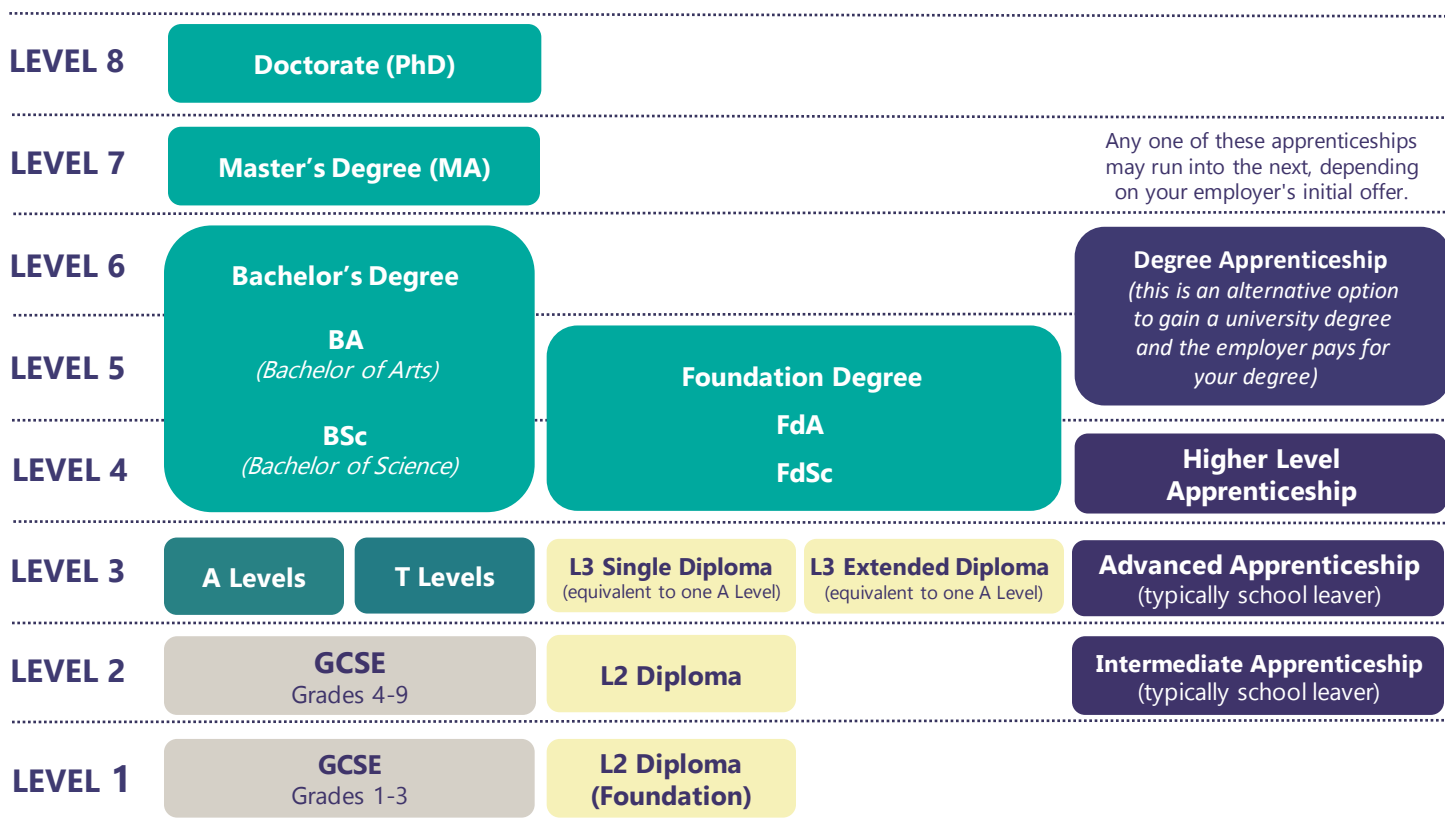 LEVEL 8
Doctorate (PhD)
LEVEL 7
Master's Degree (MA)
Any one of these apprenticeships
may run into the next, depending
on your employer's initial offer.
LEVEL 6
LEVEL 5
LEVEL 4
Bachelor's Degree
BA
(Bachelor of Arts)
BSc
(Bachelor of Science)
Foundation Degree
FdA
FdSc
Degree Apprenticeship
(this is an alternative option
to gain a university degree
and the employer pays for
your degree)
Higher Level
Apprenticeship
LEVEL 3
A Levels
T Levels
L3 Single Diploma
(equivalent to one A Level)
L3 Extended Diploma
(equivalent to one A Level)
Advanced Apprenticeship
(typically school leaver)
LEVEL 2
GCSE
Grades 4-9
L2 Diploma
Intermediate Apprenticeship
(typically school leaver)
LEVEL 1
GCSE
Grades 1-3
L2 Diploma
(Foundation)